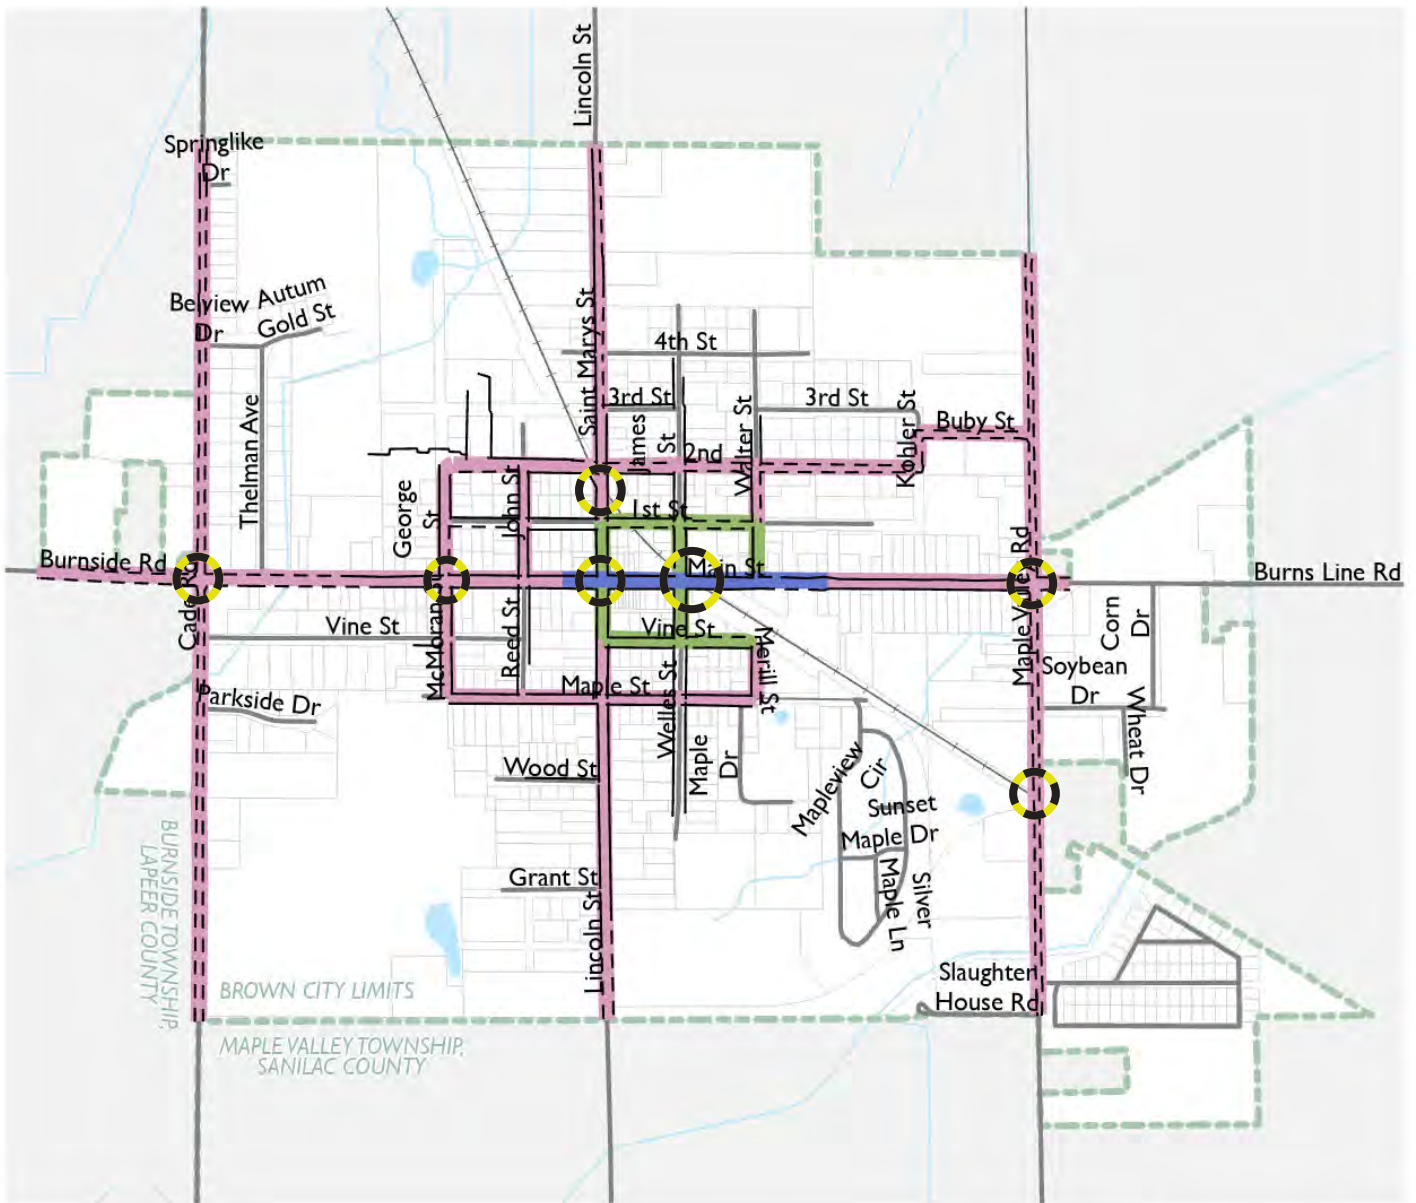 Lincoln St
Springlike
Dr
Belview
Dr
Autum
Gold St
Saint Marys St
4th St
3rd St
3rd St
Thelman Ave
James
St
Walter St
Kohler St
Buby St
2nd
George
St
John St
1st St
Burnside Rd
Main St
Burns Line Rd
Cade Rd
Maple Valley Rd
Vine St
Vine St
McMoran St
Reed St
Merill St
Corn
Dr
Soybean
Dr
Wheat Dr
Parkside Dr
Maple St
Welles St
Maple
Dr
Wood St
Mapleview
Cir
Sunset
Maple Dr
Silver
Maple Ln
Grant St
Lincoln St
Slaughter
House Rd
BURNSIDE TOWNSHIP,
LAPEER COUNTY
BROWN CITY LIMITS
MAPLE VALLEY TOWNSHIP,
SANILAC COUNTY